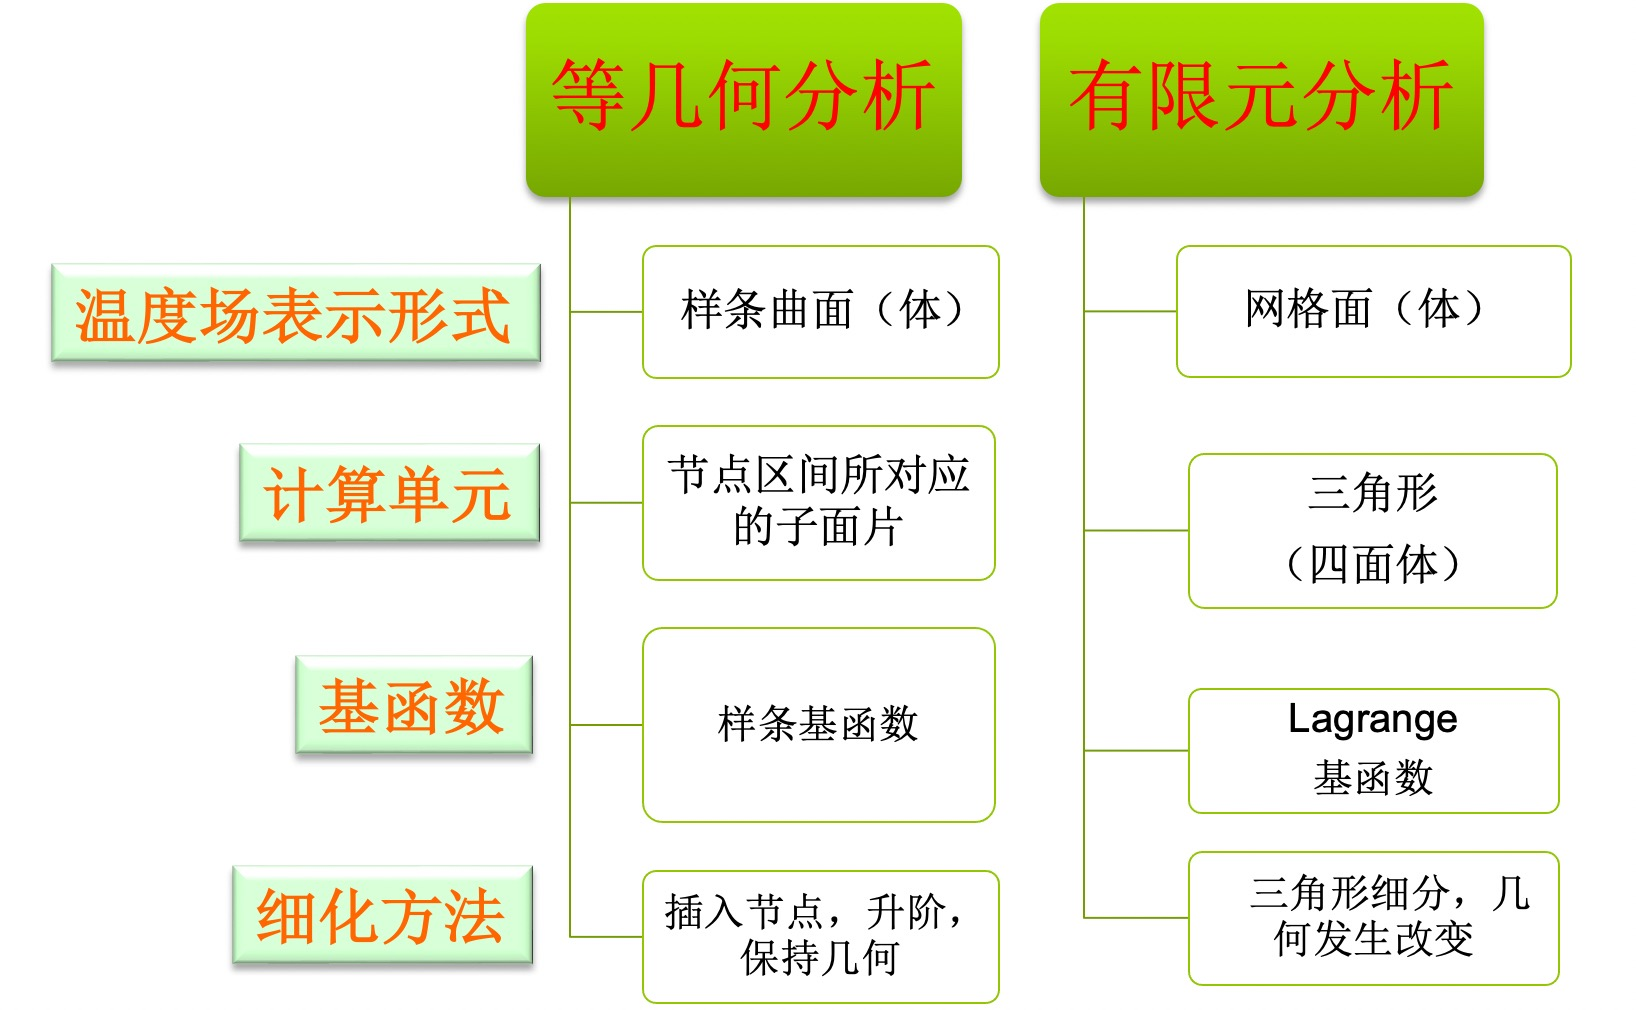 等几何分析
有限元分析
温度场表示形式
样条曲面（体）
网格面（体）
计算单元
节点区间所对应
的子面片
三角形
（四面体）
基函数
样条基函数
Lagrange
基函数
细化方法
插入节点，升阶，
保持几何
三角形细分，几
何发生改变